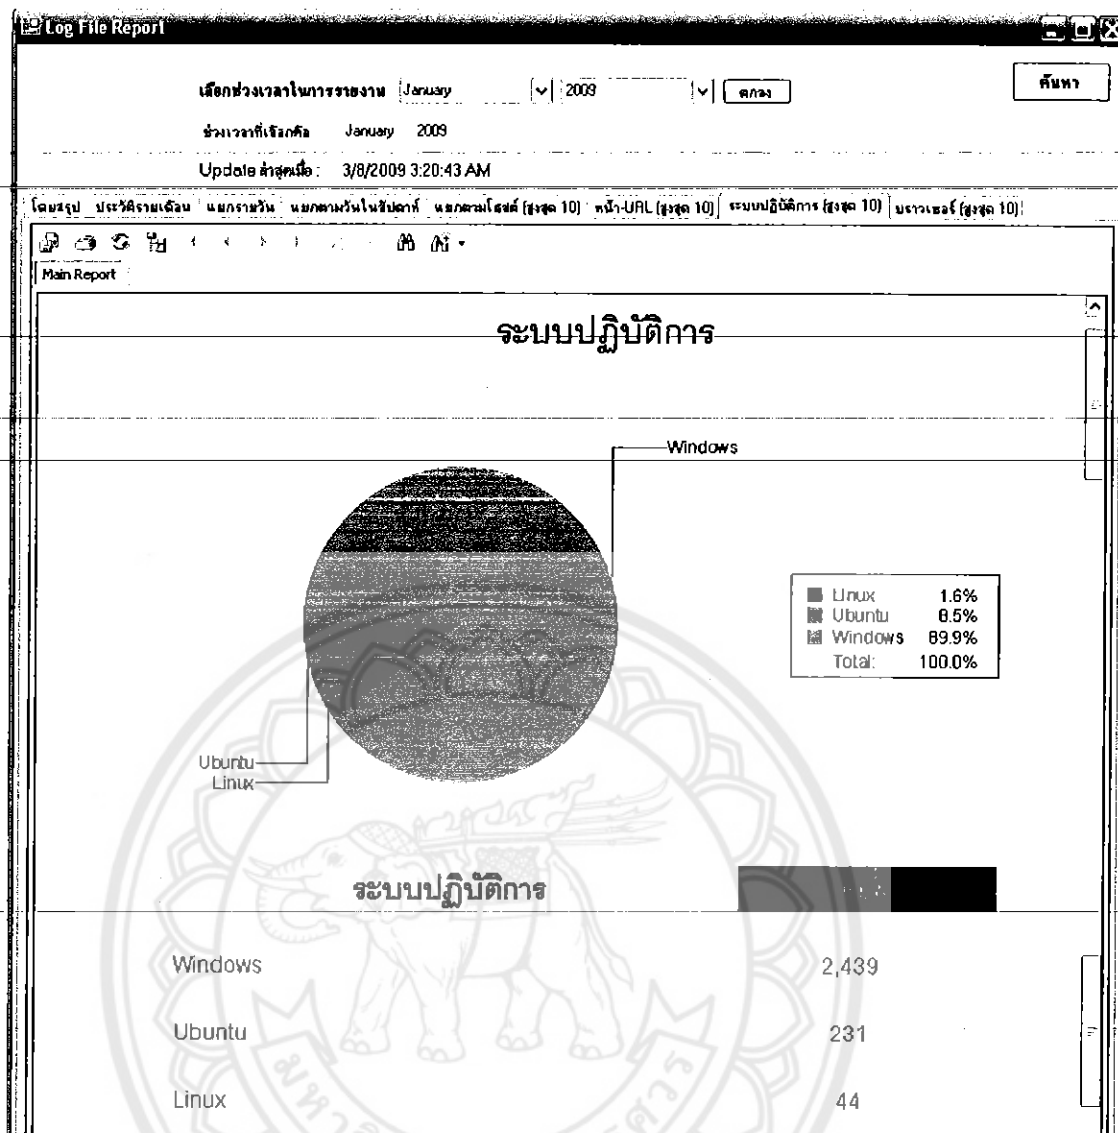 Log File Report
เลือกช่วงเวลาในการรายงาน January 2009 ตกลง ค้นหา
ช่วงเวลาที่เลือกคือ January 2009
Update ล่าสุดเมื่อ : 3/8/2009 3:20:43 AM
โดยสรุป ประวัติรายเดือน แยกรายวัน แยกตามวันในสัปดาห์ แยกตามโฮสต์ (สูงสุด 10) หน้า-URL (สูงสุด 10) ระบบปฏิบัติการ (สูงสุด 10) บราวเซอร์ (สูงสุด 10)
Main Report
ระบบปฏิบัติการ
Windows
Linux 1.6%
Ubuntu 8.5%
Windows 89.9%
Total: 100.0%
Ubuntu
Linux
ระบบปฏิบัติการ
Windows 2,439
Ubuntu 231
Linux 44